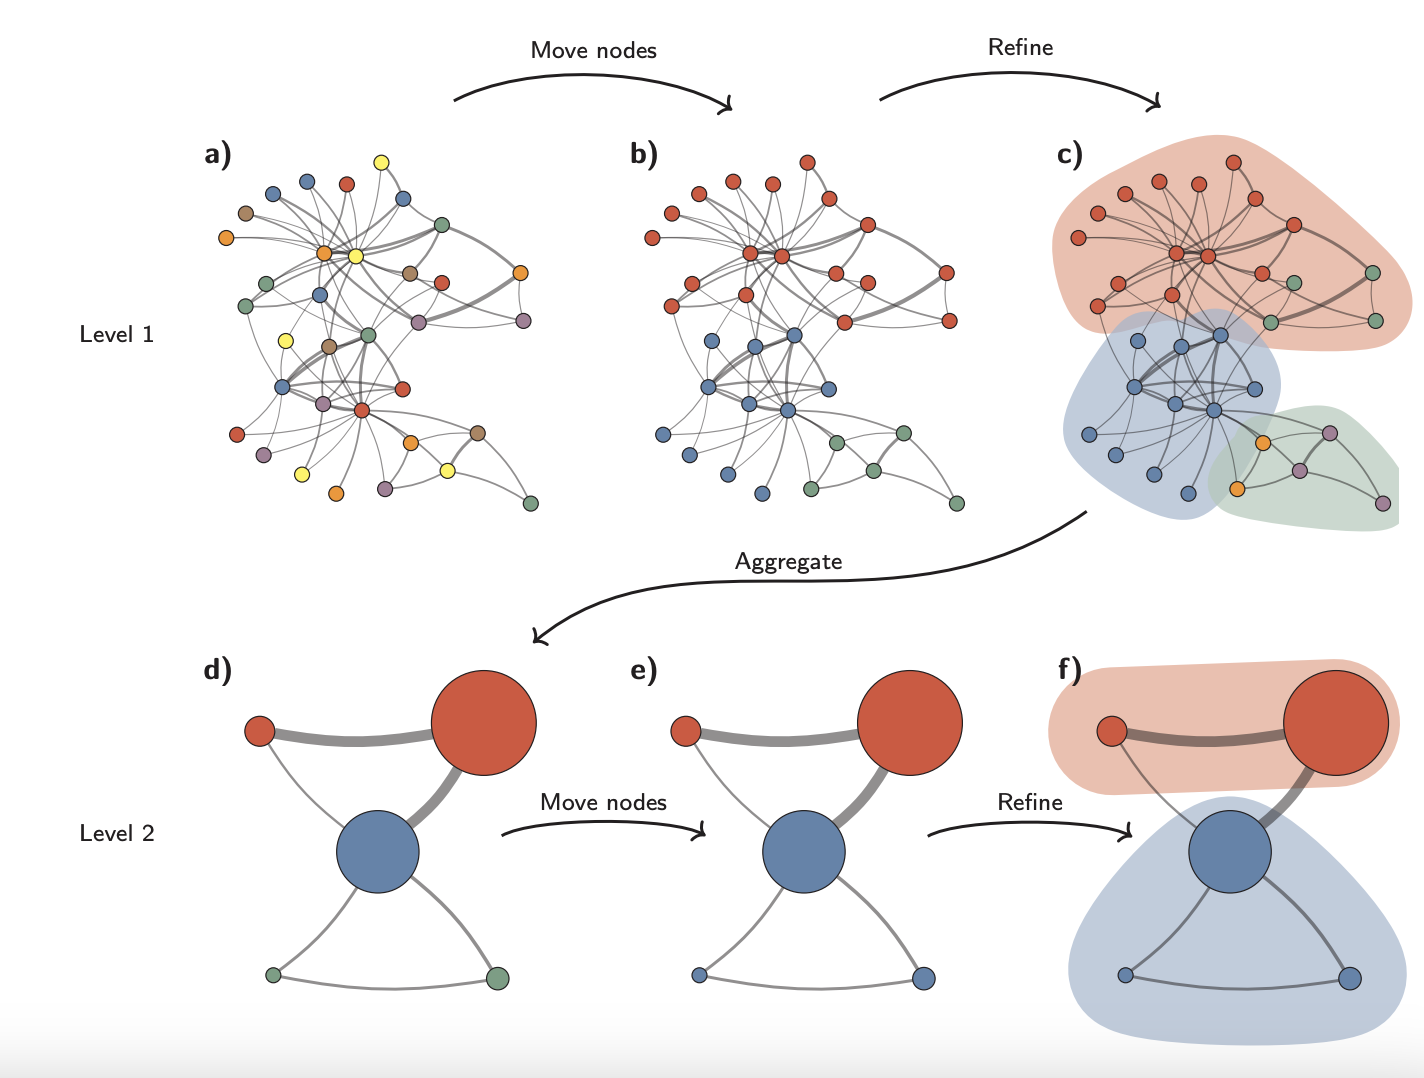 Move nodes
Refine
a)
b)
c)
Level 1
Aggregate
d)
e)
f)
Move nodes
Refine
Level 2